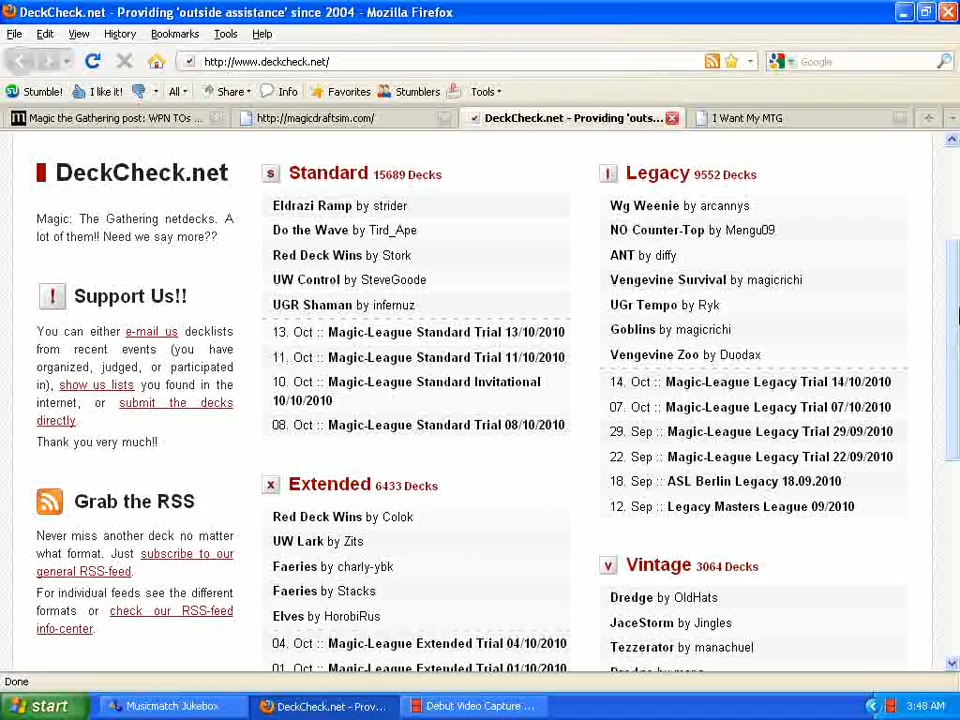 DeckCheck.net - Providing 'outside assistance' since 2004 - Mozilla Firefox
File Edit View History Bookmarks Tools Help
http://www.deckcheck.net/
Google
Stumble! I like it! All Share Info Favorites Stumblers Tools
Magic the Gathering post: WPN TOs ...
http://magicdraftsim.com/
DeckCheck.net - Providing 'outs...
I Want My MTG
DeckCheck.net
Magic: The Gathering netdecks. A
lot of them!! Need we say more??
! Support Us!!
You can either e-mail us decklists
from recent events (you have
organized, judged, or participated
in), show us lists you found in the
internet, or submit the decks
directly.
Thank you very much!!
Grab the RSS
Never miss another deck no matter
what format. Just subscribe to our
general RSS-feed.
For individual feeds see the different
formats or check our RSS-feed
info-center.
s Standard 15689 Decks
Eldrazi Ramp by strider
Do the Wave by Tird_Ape
Red Deck Wins by Stork
UW Control by SteveGoode
UGR Shaman by infernuz
13. Oct :: Magic-League Standard Trial 13/10/2010
11. Oct :: Magic-League Standard Trial 11/10/2010
10. Oct :: Magic-League Standard Invitational
10/10/2010
08. Oct :: Magic-League Standard Trial 08/10/2010
x Extended 6433 Decks
Red Deck Wins by Colok
UW Lark by Zits
Faeries by charly-ybk
Faeries by Stacks
Elves by HorobiRus
04. Oct :: Magic-League Extended Trial 04/10/2010
01. Oct :: Magic-League Extended Trial 01/10/2010
l Legacy 9552 Decks
Wg Weenie by arcannys
NO Counter-Top by Mengu09
ANT by diffy
Vengevine Survival by magicrichi
UGr Tempo by Ryk
Goblins by magicrichi
Vengevine Zoo by Duodax
14. Oct :: Magic-League Legacy Trial 14/10/2010
07. Oct :: Magic-League Legacy Trial 07/10/2010
29. Sep :: Magic-League Legacy Trial 29/09/2010
22. Sep :: Magic-League Legacy Trial 22/09/2010
18. Sep :: ASL Berlin Legacy 18.09.2010
12. Sep :: Legacy Masters League 09/2010
v Vintage 3064 Decks
Dredge by OldHats
JaceStorm by Jingles
Tezzerator by manachuel
Dredge by
Done
start
Musicmatch Jukebox
DeckCheck.net - Prov...
Debut Video Capture ...
3:48 AM